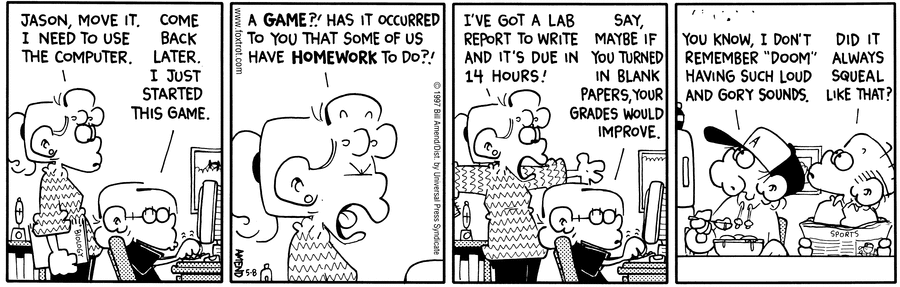 JASON, MOVE IT.
I NEED TO USE
THE COMPUTER.
COME
BACK
LATER.
I JUST
STARTED
THIS GAME.
BIOLOGY
www.foxtrot.com
A GAME?! HAS IT OCCURRED
TO YOU THAT SOME OF US
HAVE HOMEWORK TO DO?!
© 1997 Bill Amend/Dist. by Universal Press Syndicate
AMEND
5-8
I'VE GOT A LAB
REPORT TO WRITE
AND IT'S DUE IN
14 HOURS!
SAY,
MAYBE IF
YOU TURNED
IN BLANK
PAPERS, YOUR
GRADES WOULD
IMPROVE.
YOU KNOW, I DON'T
REMEMBER "DOOM"
HAVING SUCH LOUD
AND GORY SOUNDS.
DID IT
ALWAYS
SQUEAL
LIKE THAT?
A
SPORTS